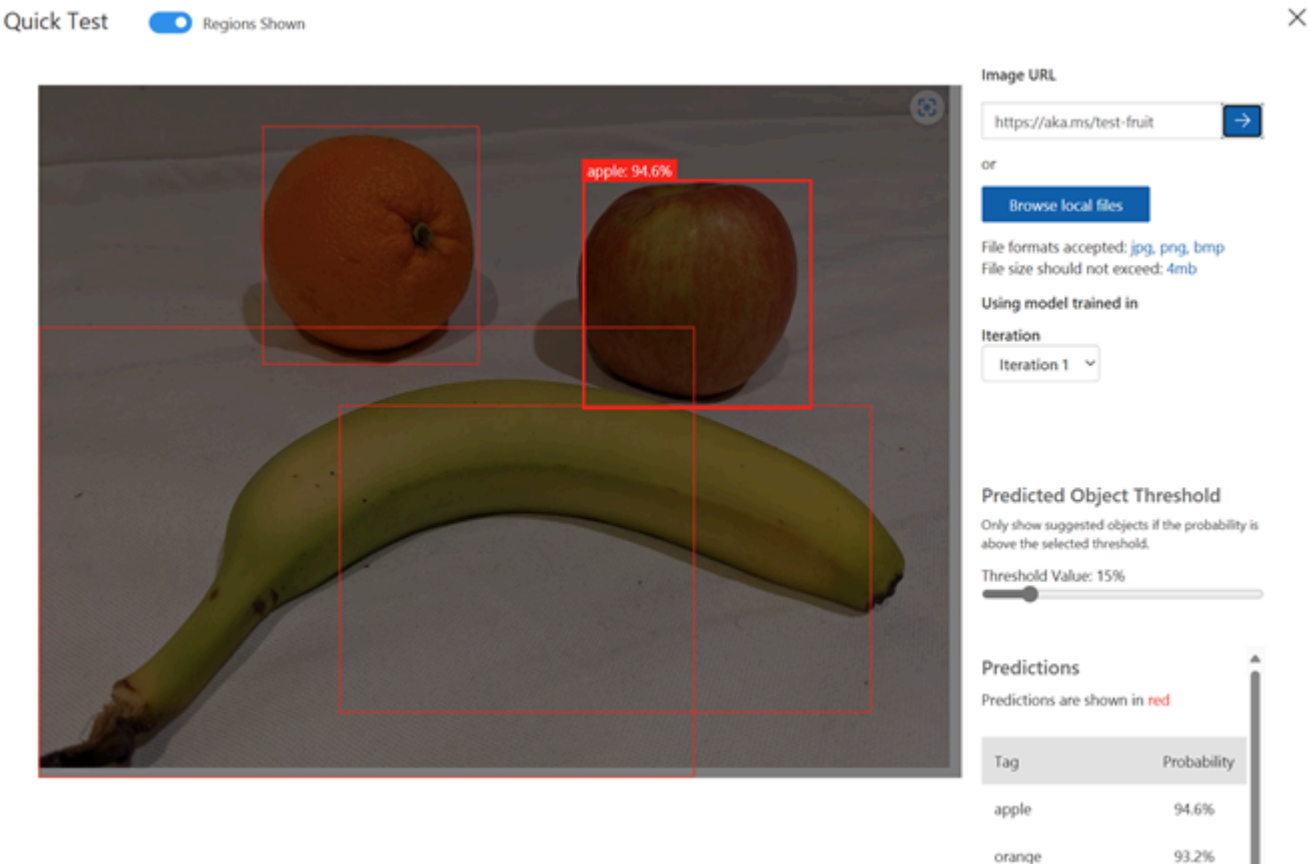 Quick Test
Regions Shown
Image URL
https://aka.ms/test-fruit
or
Browse local files
File formats accepted: jpg, png, bmp
File size should not exceed: 4mb
Using model trained in
Iteration
Iteration 1
apple: 94.6%
Predicted Object Threshold
Only show suggested objects if the probability is
above the selected threshold.
Threshold Value: 15%
Predictions
Predictions are shown in red
Tag Probability
apple 94.6%
orange 93.2%